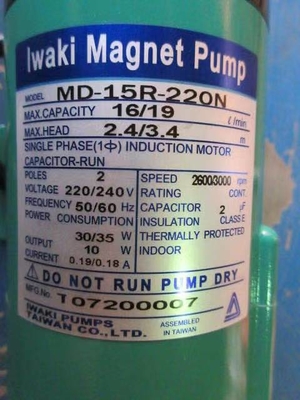 Iwaki Magnet Pump
MODEL MD-15R-220N
MAX.CAPACITY 16/19 ℓ/min
MAX.HEAD 2.4/3.4 m
SINGLE PHASE(1Φ) INDUCTION MOTOR
CAPACITOR-RUN
POLES 2 SPEED 2600/3000 rpm
VOLTAGE 220/240 V RATING CONT.
FREQUENCY 50/60 Hz CAPACITOR 2 μF
POWER CONSUMPTION INSULATION CLASS E
30/35 W THERMALLY PROTECTED
OUTPUT 10 W INDOOR
CURRENT 0.19/0.18 A
DO NOT RUN PUMP DRY
MFG.No. T07200007
IWAKI PUMPS
TAIWAN CO.,LTD.
ASSEMBLED
IN TAIWAN